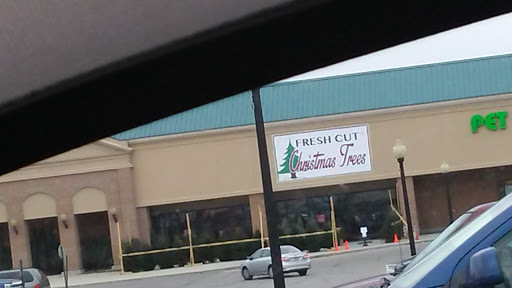 FRESH CUT
Christmas Trees
PET